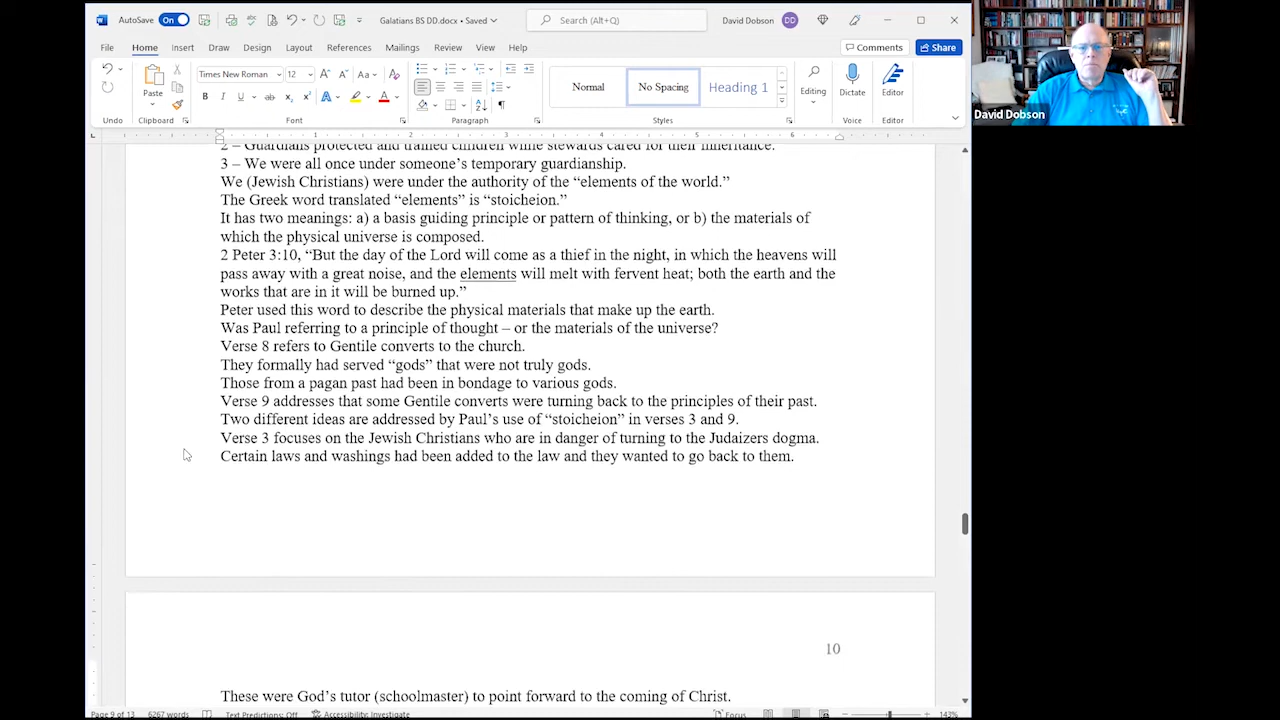 AutoSave On Galatians BS DD.docx • Saved Search (Alt+Q) David Dobson DD
File Home Insert Draw Design Layout References Mailings Review View Help Comments Share
Times New Roman 12 Normal No Spacing Heading 1
Paste Editing Dictate Editor
Undo Clipboard Font Paragraph Styles Voice Editor
David Dobson
2 – Guardians protected and trained children while stewards cared for their inheritance.
3 – We were all once under someone’s temporary guardianship.
We (Jewish Christians) were under the authority of the “elements of the world.”
The Greek word translated “elements” is “stoicheion.”
It has two meanings: a) a basis guiding principle or pattern of thinking, or b) the materials of
which the physical universe is composed.
2 Peter 3:10, “But the day of the Lord will come as a thief in the night, in which the heavens will
pass away with a great noise, and the elements will melt with fervent heat; both the earth and the
works that are in it will be burned up.”
Peter used this word to describe the physical materials that make up the earth.
Was Paul referring to a principle of thought – or the materials of the universe?
Verse 8 refers to Gentile converts to the church.
They formally had served “gods” that were not truly gods.
Those from a pagan past had been in bondage to various gods.
Verse 9 addresses that some Gentile converts were turning back to the principles of their past.
Two different ideas are addressed by Paul’s use of “stoicheion” in verses 3 and 9.
Verse 3 focuses on the Jewish Christians who are in danger of turning to the Judaizers dogma.
Certain laws and washings had been added to the law and they wanted to go back to them.
10
These were God’s tutor (schoolmaster) to point forward to the coming of Christ.
Page 9 of 13 6267 words Text Predictions: Off Accessibility: Investigate Focus 143%